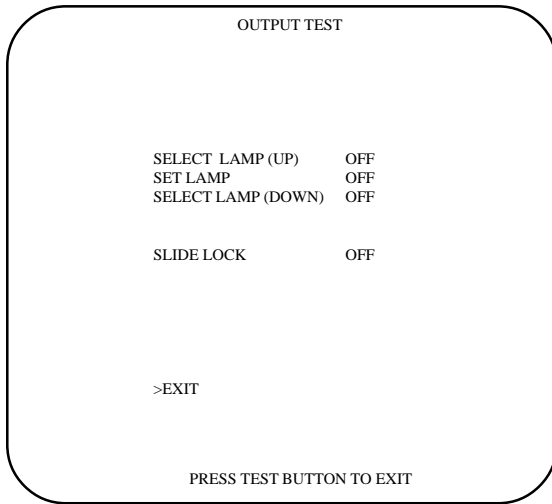 OUTPUT TEST
SELECT LAMP (UP) OFF
SET LAMP OFF
SELECT LAMP (DOWN) OFF
SLIDE LOCK OFF
>EXIT
PRESS TEST BUTTON TO EXIT